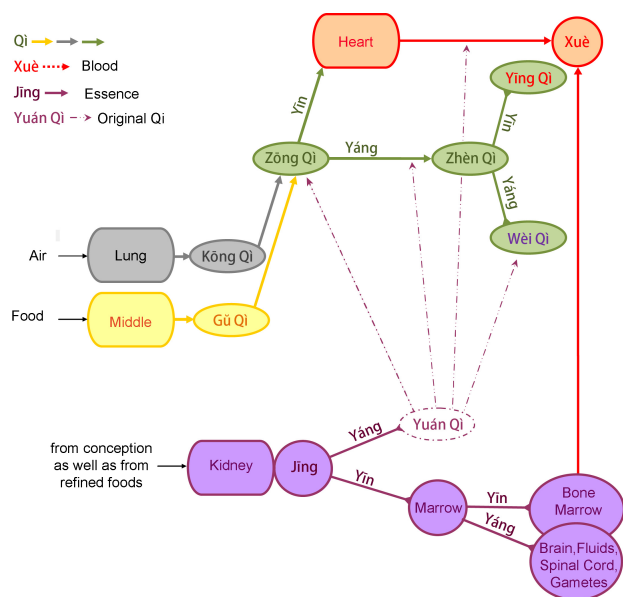 Qì
Xuè Blood
Jīng Essence
Yuán Qì Original Qi
Heart
Xuè
Yīng Qì
Yīn
Yīn
Zōng Qì
Yáng
Zhèn Qì
Yáng
Wèi Qì
Air
Lung
Kōng Qì
Food
Middle
Gŭ Qì
Yuán Qì
Yáng
from conception
as well as from
refined foods
Kidney
Jīng
Yīn
Marrow
Yīn
Yáng
Bone
Marrow
Brain,Fluids,
Spinal Cord,
Gametes